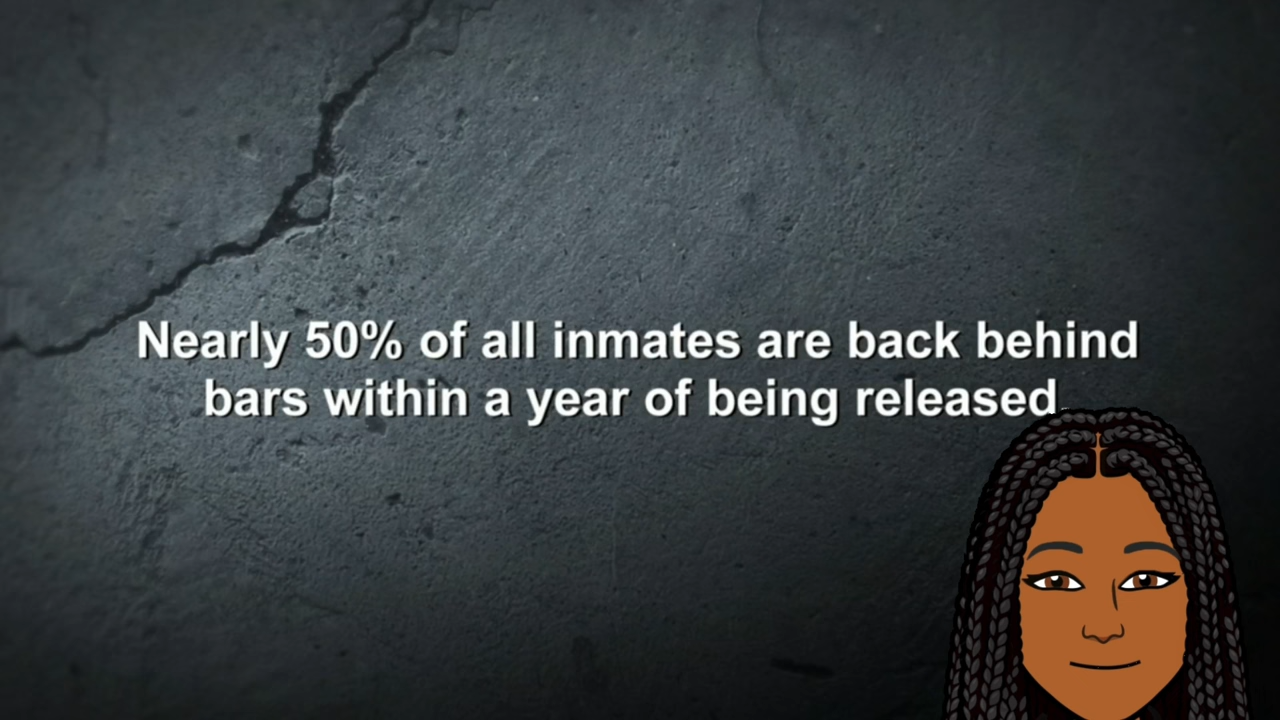 Nearly 50% of all inmates are back behind
bars within a year of being released.